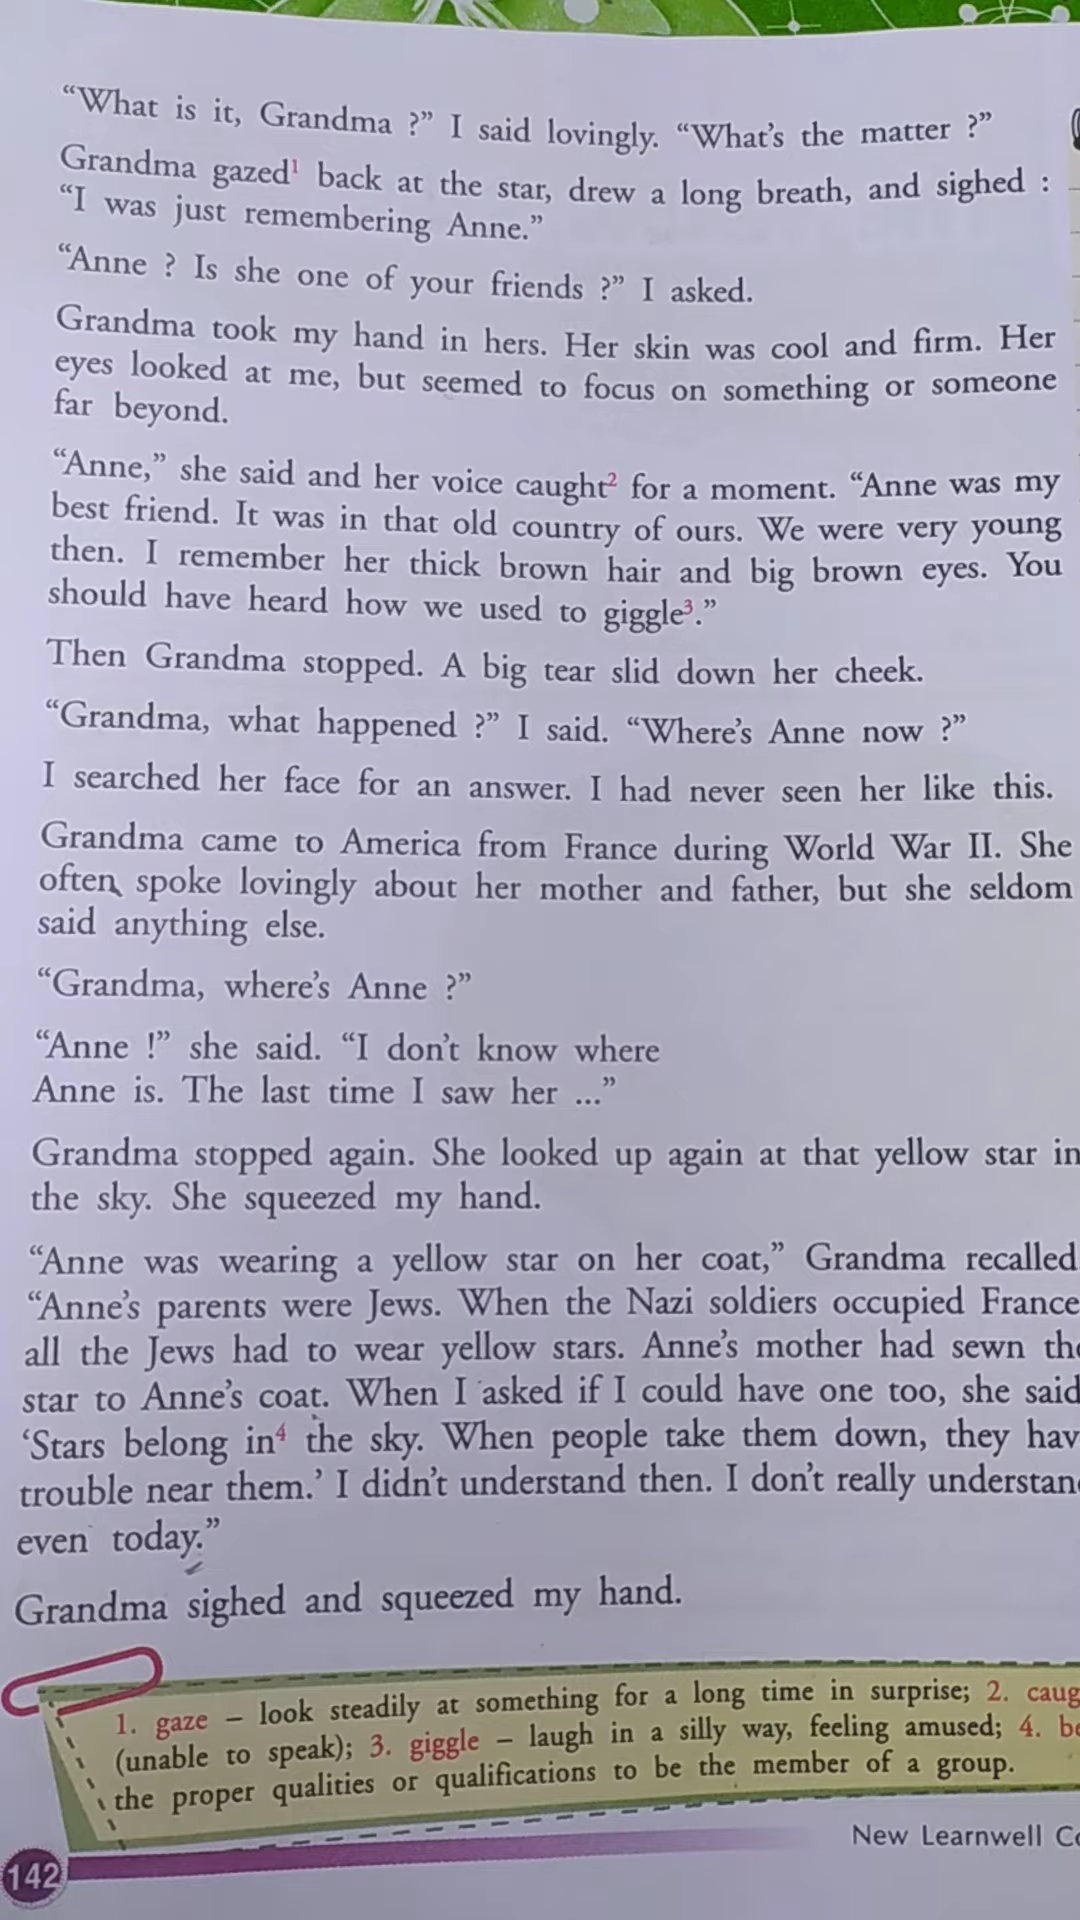 “What is it, Grandma ?” I said lovingly. “What’s the matter ?”
Grandma gazed¹ back at the star, drew a long breath, and sighed :
“I was just remembering Anne.”
“Anne ? Is she one of your friends ?” I asked.
Grandma took my hand in hers. Her skin was cool and firm. Her
eyes looked at me, but seemed to focus on something or someone
far beyond.
“Anne,” she said and her voice caught² for a moment. “Anne was my
best friend. It was in that old country of ours. We were very young
then. I remember her thick brown hair and big brown eyes. You
should have heard how we used to giggle³.”
Then Grandma stopped. A big tear slid down her cheek.
“Grandma, what happened ?” I said. “Where’s Anne now ?”
I searched her face for an answer. I had never seen her like this.
Grandma came to America from France during World War II. She
often spoke lovingly about her mother and father, but she seldom
said anything else.
“Grandma, where’s Anne ?”
“Anne !” she said. “I don’t know where
Anne is. The last time I saw her ...”
Grandma stopped again. She looked up again at that yellow star in
the sky. She squeezed my hand.
“Anne was wearing a yellow star on her coat,” Grandma recalled
“Anne’s parents were Jews. When the Nazi soldiers occupied France
all the Jews had to wear yellow stars. Anne’s mother had sewn
star to Anne’s coat. When I asked if I could have one too, she said
‘Stars belong in⁴ the sky. When people take them down, they
trouble near them.’ I didn’t understand then. I don’t really
even today.”
Grandma sighed and squeezed my hand.
1. gaze – look steadily at something for a long time in surprise; 2.
(unable to speak); 3. giggle – laugh in a silly way, feeling amused; 4.
the proper qualities or qualifications to be the member of a group.
142
New Learnwell